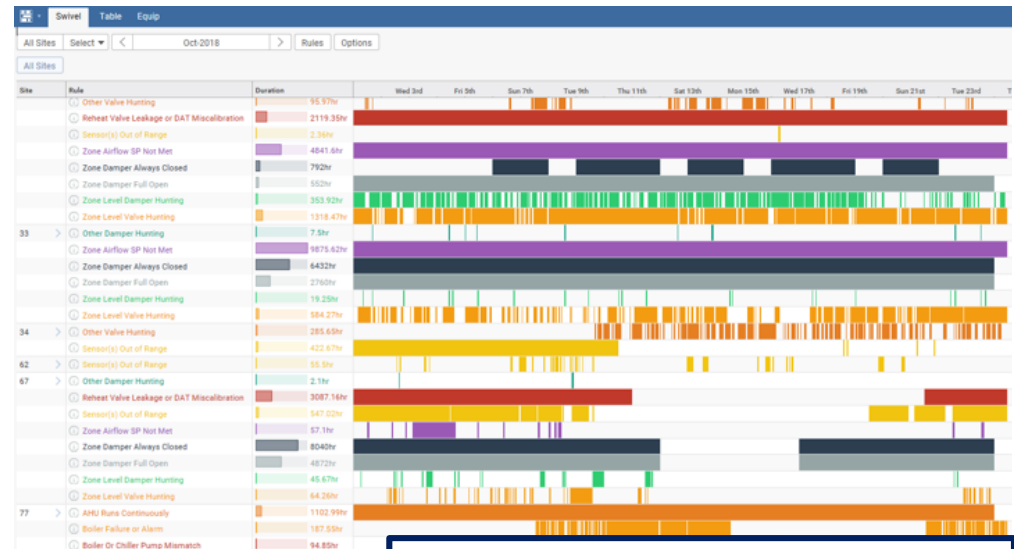 Swivel Table Equip
All Sites Select < Oct-2018 > Rules Options
All Sites
Site Rule Duration Wed 3rd Fri 5th Sun 7th Tue 9th Thu 11th Sat 13th Mon 15th Wed 17th Fri 19th Sun 21st Tue 23rd T
Other Valve Hunting 95.97hr
Reheat Valve Leakage or DAT Miscalibration 2119.35hr
Sensor(s) Out of Range 2.36hr
Zone Airflow SP Not Met 4841.6hr
Zone Damper Always Closed 792hr
Zone Damper Full Open 552hr
Zone Level Damper Hunting 353.92hr
Zone Level Valve Hunting 1318.47hr
33 > Other Damper Hunting 7.5hr
Zone Airflow SP Not Met 9875.62hr
Zone Damper Always Closed 6432hr
Zone Damper Full Open 2760hr
Zone Level Damper Hunting 19.25hr
Zone Level Valve Hunting 584.27hr
34 > Other Valve Hunting 285.65hr
Sensor(s) Out of Range 422.67hr
62 > Sensor(s) Out of Range 55.5hr
67 > Other Damper Hunting 2.1hr
Reheat Valve Leakage or DAT Miscalibration 3087.16hr
Sensor(s) Out of Range 547.02hr
Zone Airflow SP Not Met 57.1hr
Zone Damper Always Closed 8040hr
Zone Damper Full Open 4872hr
Zone Level Damper Hunting 45.67hr
Zone Level Valve Hunting 64.26hr
77 > AHU Runs Continuously 1102.99hr
Boiler Failure or Alarm 187.55hr
Boiler Or Chiller Pump Mismatch 94.85hr